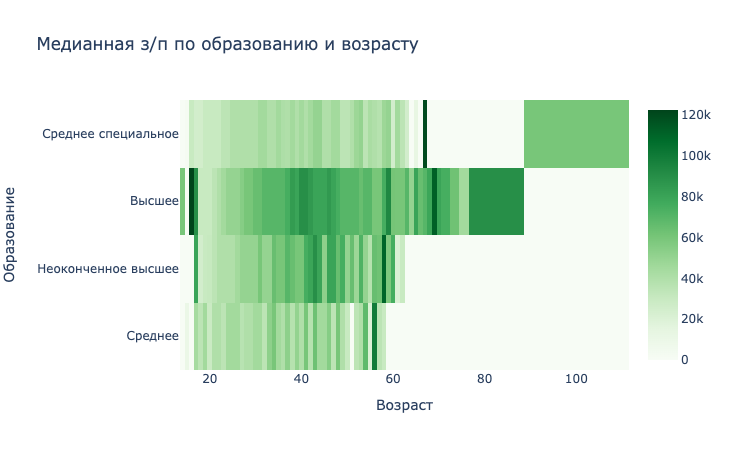 Медианная з/п по образованию и возрасту
Образование
Среднее специальное
Высшее
Неоконченное высшее
Среднее
20 40 60 80 100
Возраст
120k
100k
80k
60k
40k
20k
0